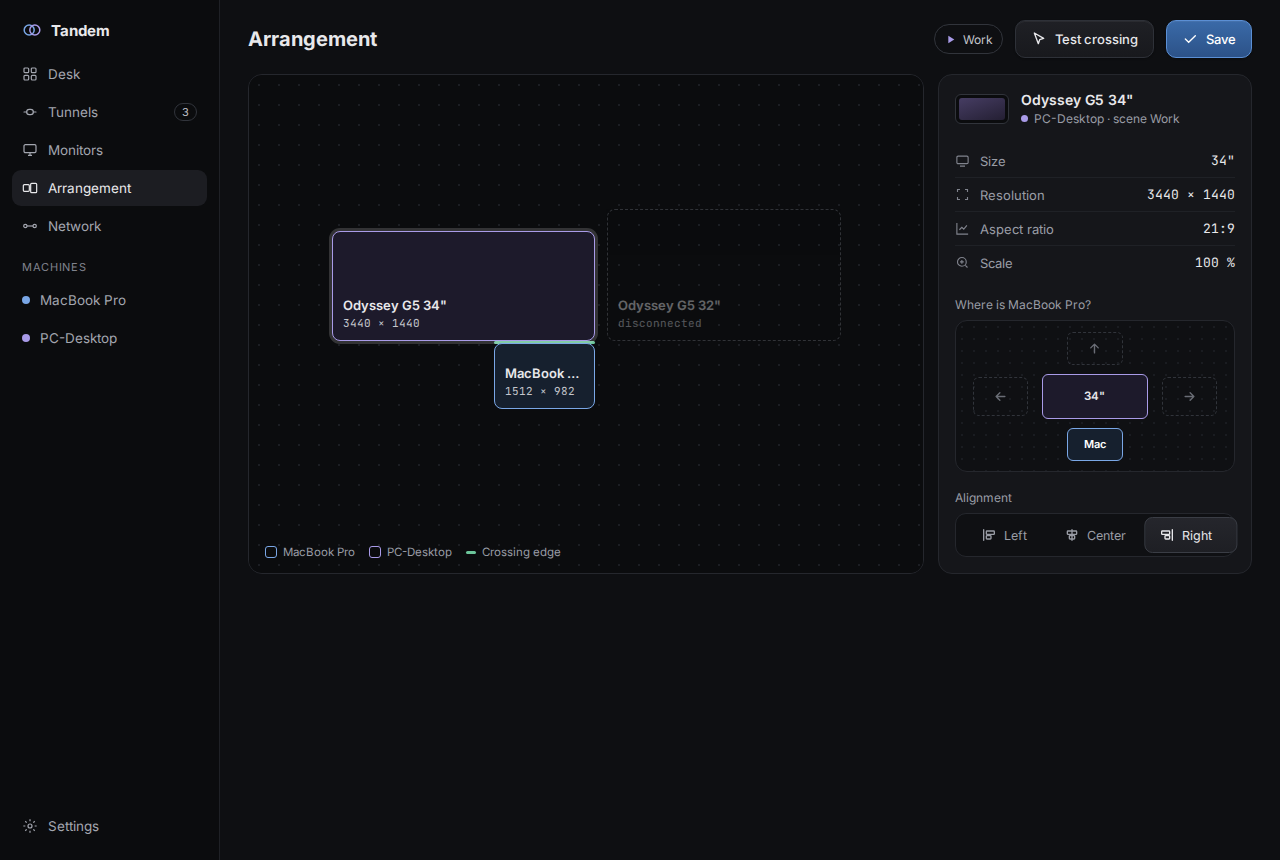 Tandem
Desk
Tunnels 3
Monitors
Arrangement
Network
MACHINES
MacBook Pro
PC-Desktop
Settings
Arrangement
Work
Test crossing
Save
Odyssey G5 34"
3440 × 1440
Odyssey G5 32"
disconnected
MacBook ...
1512 × 982
MacBook Pro
PC-Desktop
Crossing edge
Odyssey G5 34"
PC-Desktop · scene Work
Size 34"
Resolution 3440 × 1440
Aspect ratio 21:9
Scale 100 %
Where is MacBook Pro?
34"
Mac
Alignment
Left
Center
Right